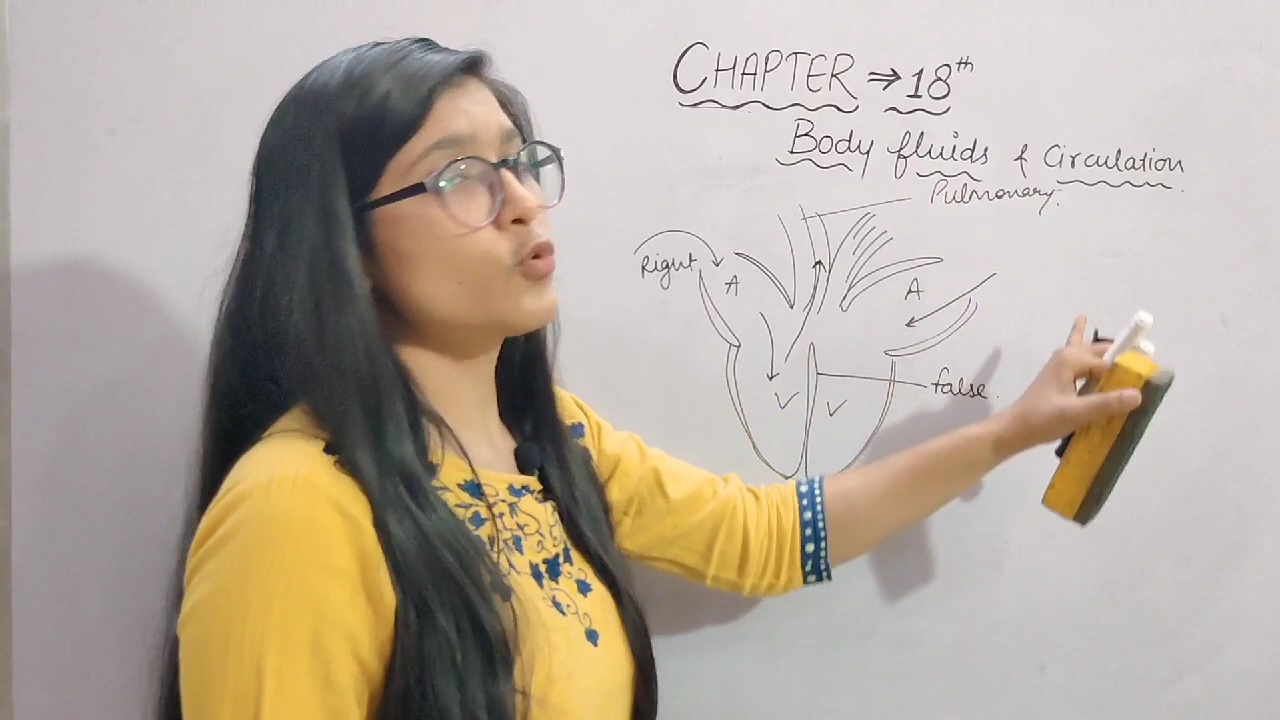 CHAPTER ⇒ 18th
Body fluids & Circulation
Pulmonary.
Right
A
A
V
V
false.